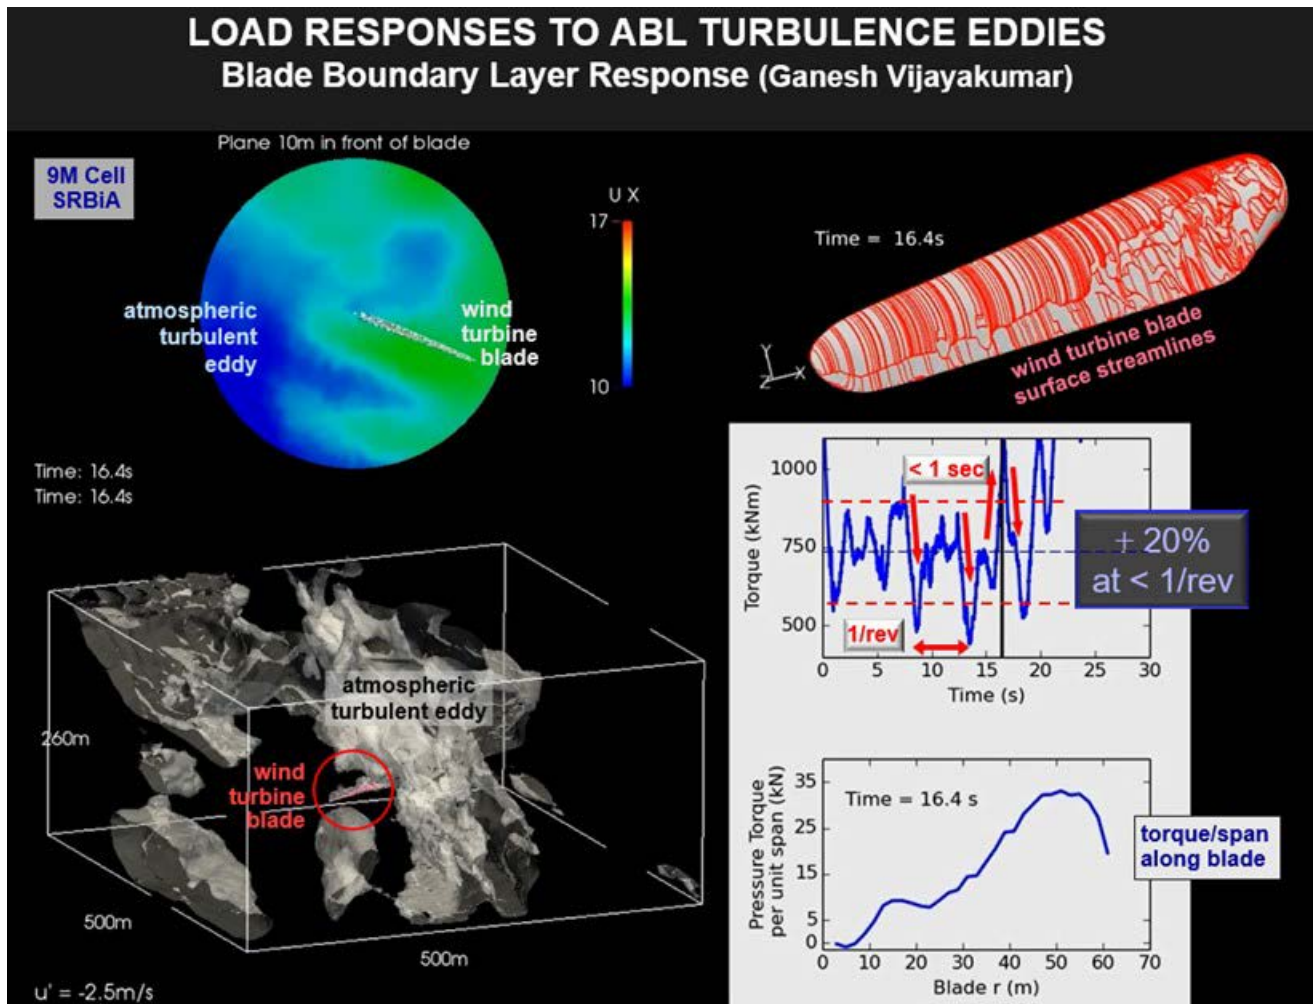 LOAD RESPONSES TO ABL TURBULENCE EDDIES
Blade Boundary Layer Response (Ganesh Vijayakumar)
9M Cell
SRBiA
Plane 10m in front of blade
U X
17
10
atmospheric
turbulent
eddy
wind
turbine
blade
Time: 16.4s
Time: 16.4s
Time = 16.4s
Y
Z
X
wind turbine blade
surface streamlines
260m
500m
500m
atmospheric
turbulent eddy
wind
turbine
blade
u' = -2.5m/s
Torque (kNm)
1000
750
500
< 1 sec
1/rev
0 5 10 15 20 25 30
Time (s)
+ 20%
at < 1/rev
Pressure Torque
per unit span (kN)
35
25
15
5
0
Time = 16.4 s
0 10 20 30 40 50 60 70
Blade r (m)
torque/span
along blade